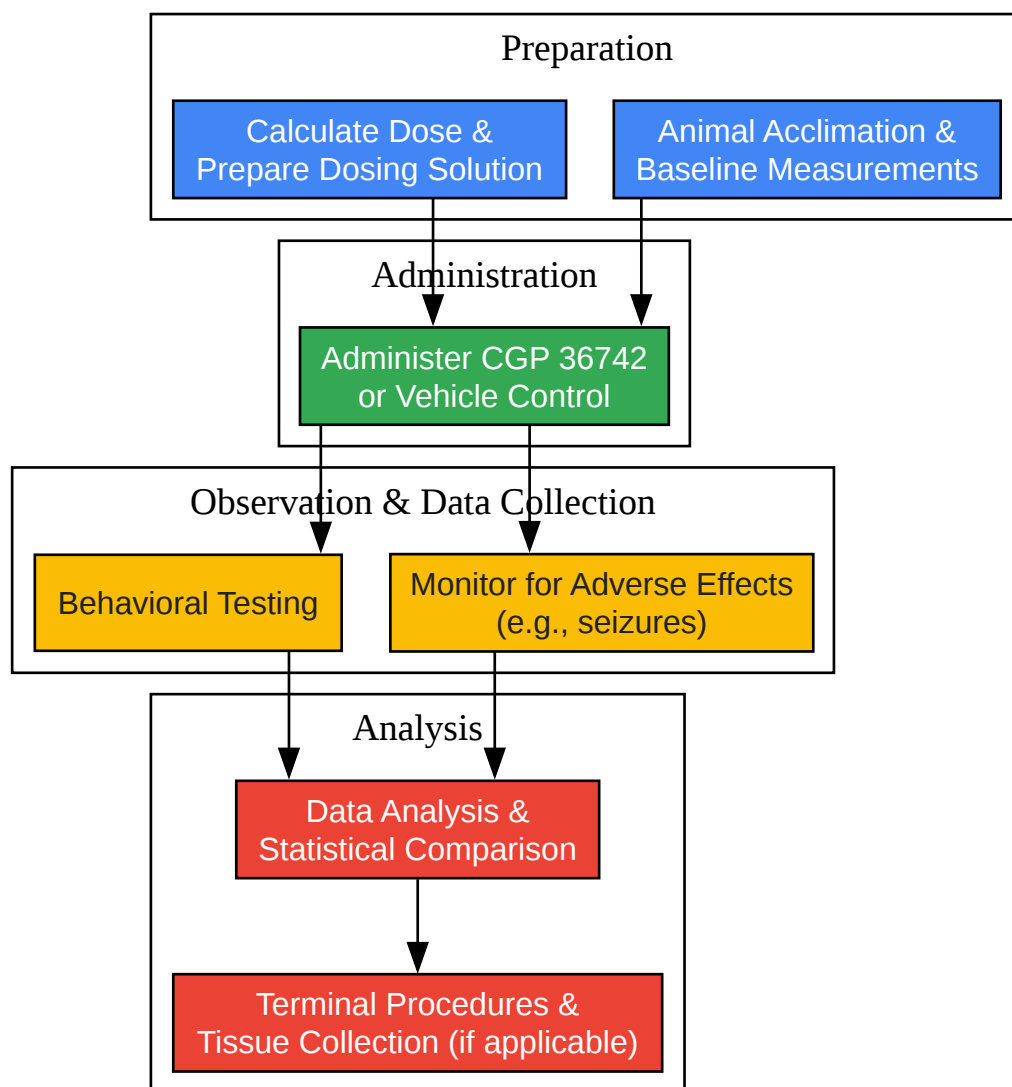 Preparation
Calculate Dose &
Prepare Dosing Solution
Animal Acclimation &
Baseline Measurements
Administration
Administer CGP 36742
or Vehicle Control
Observation & Data Collection
Behavioral Testing
Monitor for Adverse Effects
(e.g., seizures)
Analysis
Data Analysis &
Statistical Comparison
Terminal Procedures &
Tissue Collection (if applicable)